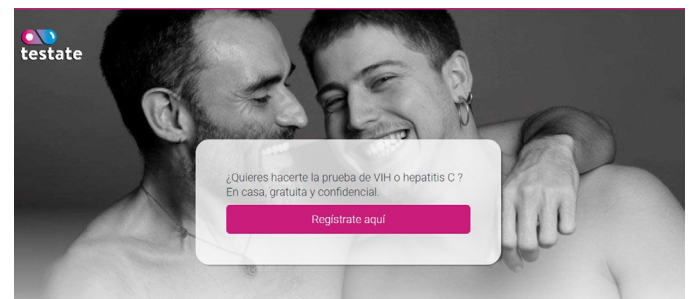 testate
¿Quieres hacerte la prueba de VIH o hepatitis C ?
En casa, gratuita y confidencial.
Regístrate aquí